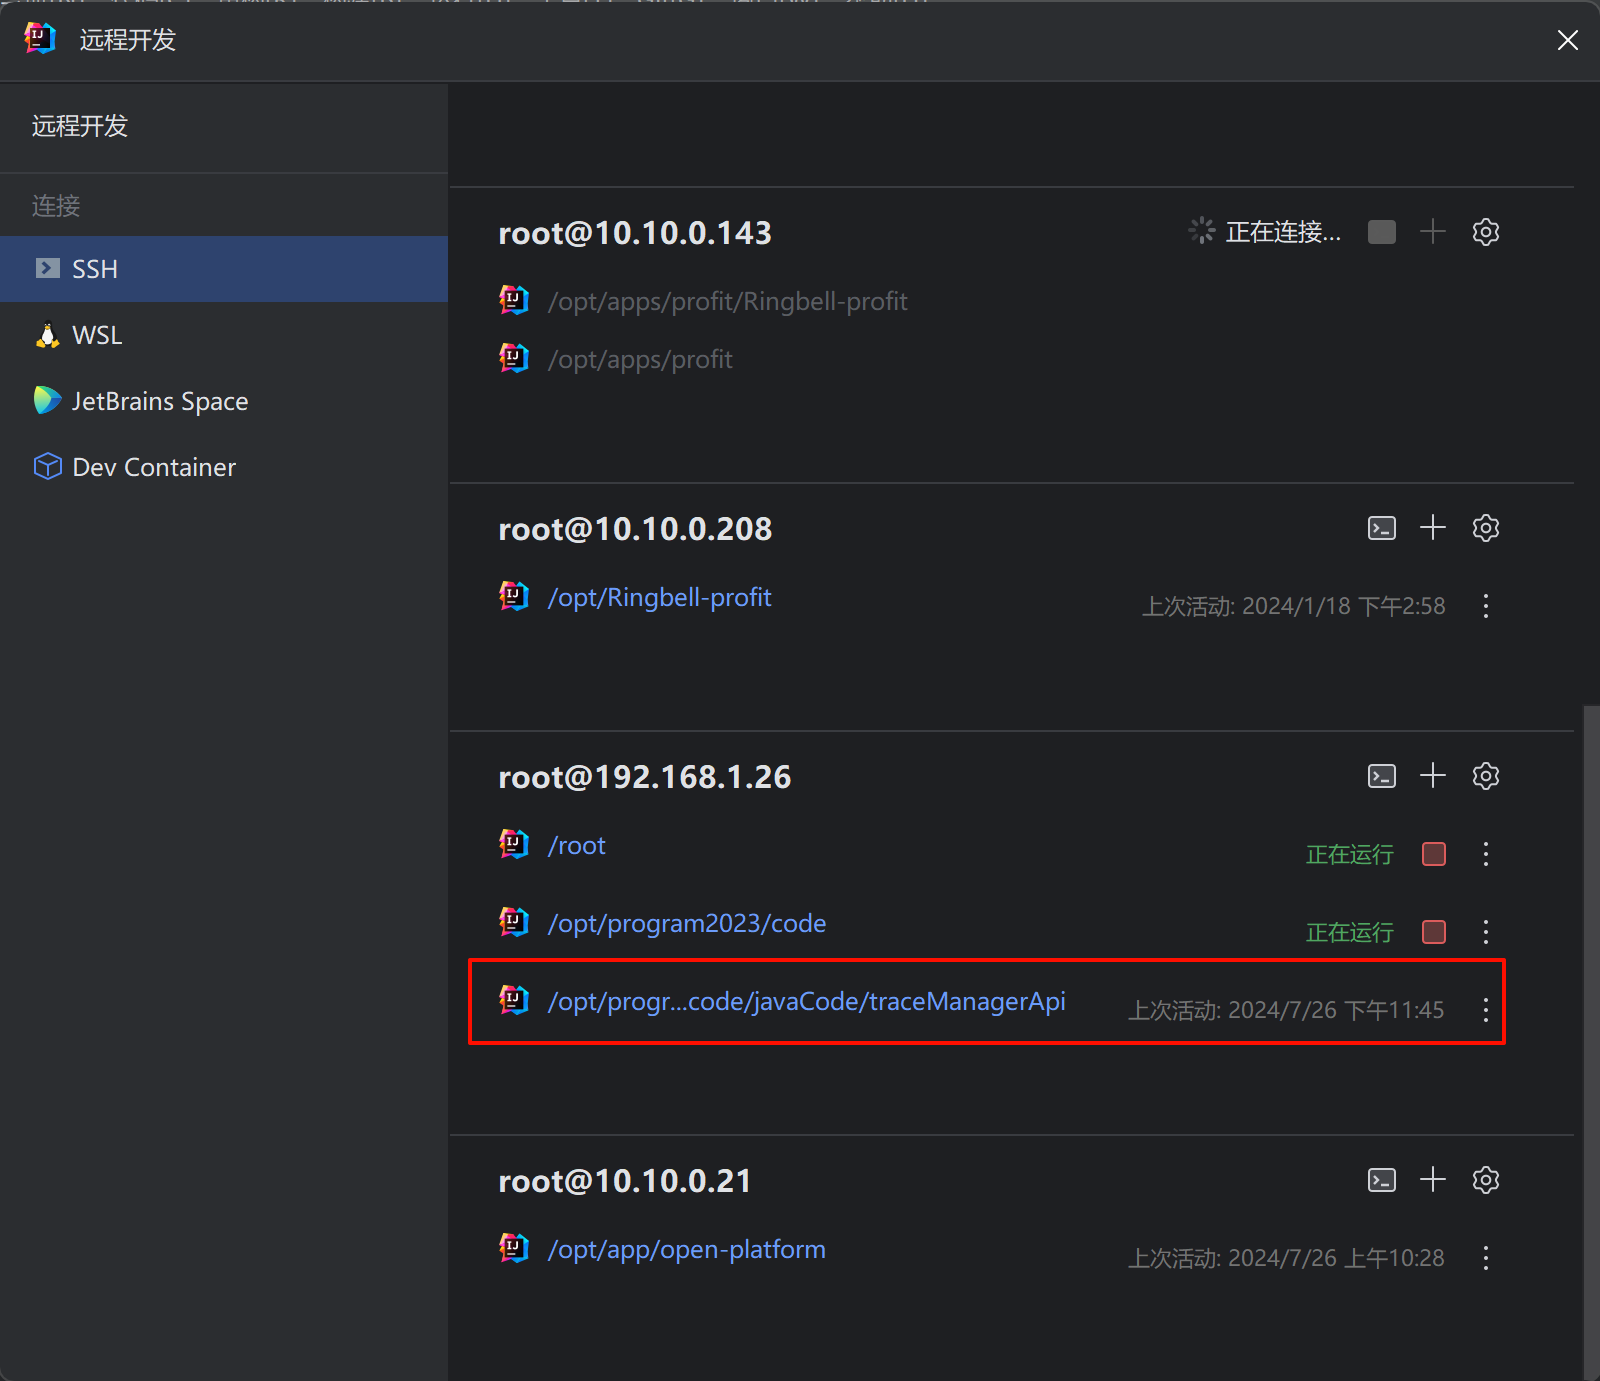 远程开发
远程开发
连接
SSH
WSL
JetBrains Space
Dev Container
root@10.10.0.143
正在连接...
/opt/apps/profit/Ringbell-profit
/opt/apps/profit
root@10.10.0.208
/opt/Ringbell-profit
上次活动: 2024/1/18 下午2:58
root@192.168.1.26
/root
正在运行
/opt/program2023/code
正在运行
/opt/progr...code/javaCode/traceManagerApi
上次活动: 2024/7/26 下午11:45
root@10.10.0.21
/opt/app/open-platform
上次活动: 2024/7/26 上午10:28